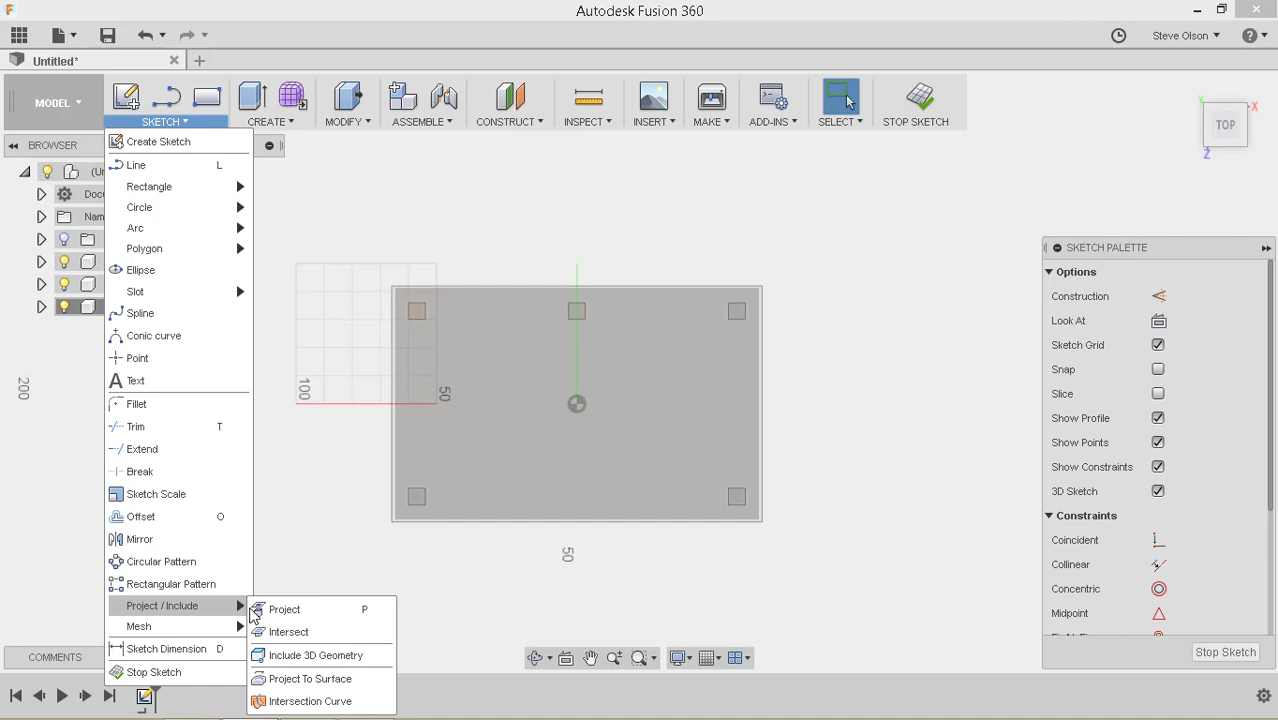 Autodesk Fusion 360
Steve Olson
Untitled*
MODEL
SKETCH
CREATE
MODIFY
ASSEMBLE
CONSTRUCT
INSPECT
INSERT
MAKE
ADD-INS
SELECT
STOP SKETCH
BROWSER
(Un
Docu
Nam
Create Sketch
Line L
Rectangle
Circle
Arc
Polygon
Ellipse
Slot
Spline
Conic curve
Point
Text
Fillet
Trim T
Extend
Break
Sketch Scale
Offset O
Mirror
Circular Pattern
Rectangular Pattern
Project / Include
Mesh
Sketch Dimension D
Stop Sketch
Project P
Intersect
Include 3D Geometry
Project To Surface
Intersection Curve
200
100
50
50
TOP
X
Y
Z
SKETCH PALETTE
Options
Construction
Look At
Sketch Grid
Snap
Slice
Show Profile
Show Points
Show Constraints
3D Sketch
Constraints
Coincident
Collinear
Concentric
Midpoint
Stop Sketch
COMMENTS